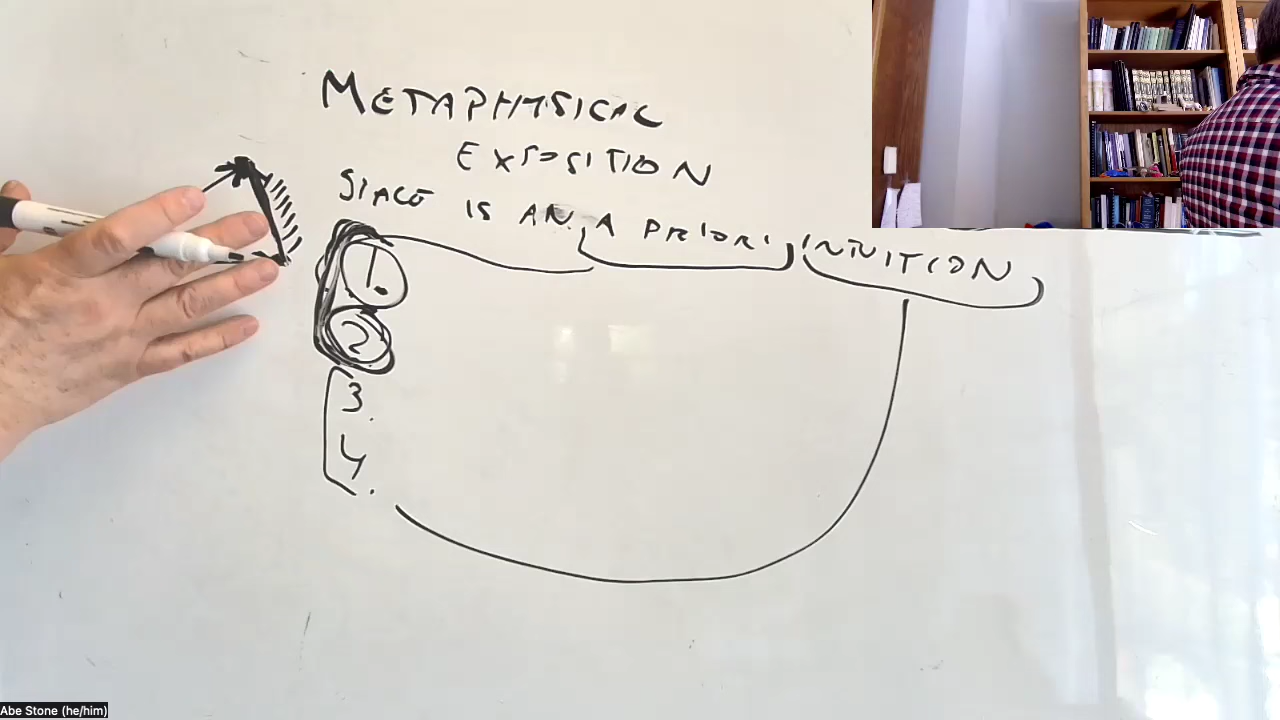 METAPHYSICAL
EXPOSITION
SPACE IS AN A PRIORI INTUITION
1.
2
3.
4.
Abe Stone (he/him)